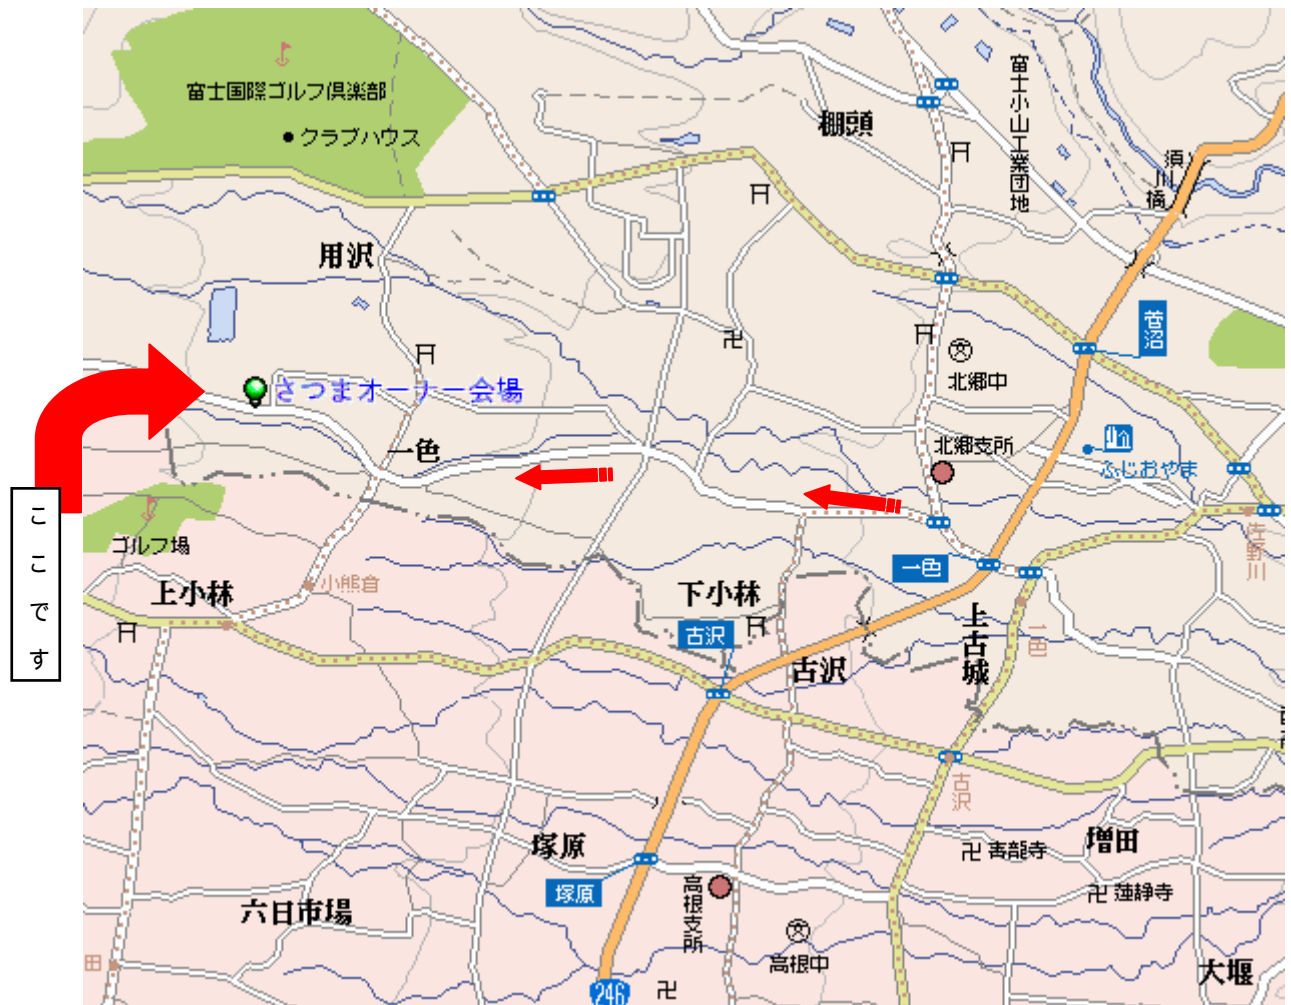 富士国際ゴルフ倶楽部
クラブハウス
棚頭
富士小山工業団地
須川橋
用沢
菅沼
さつまオーナー会場
北郷中
一色
北郷支所
ふじおやま
ここです
ゴルフ場
佐野川
一色
小熊倉
上小林
下小林
古沢
上古城
一色
古沢
古沢
塚原
増田
青龍寺
塚原
高根支所
蓮静寺
六日市場
高根中
田
大堰
246